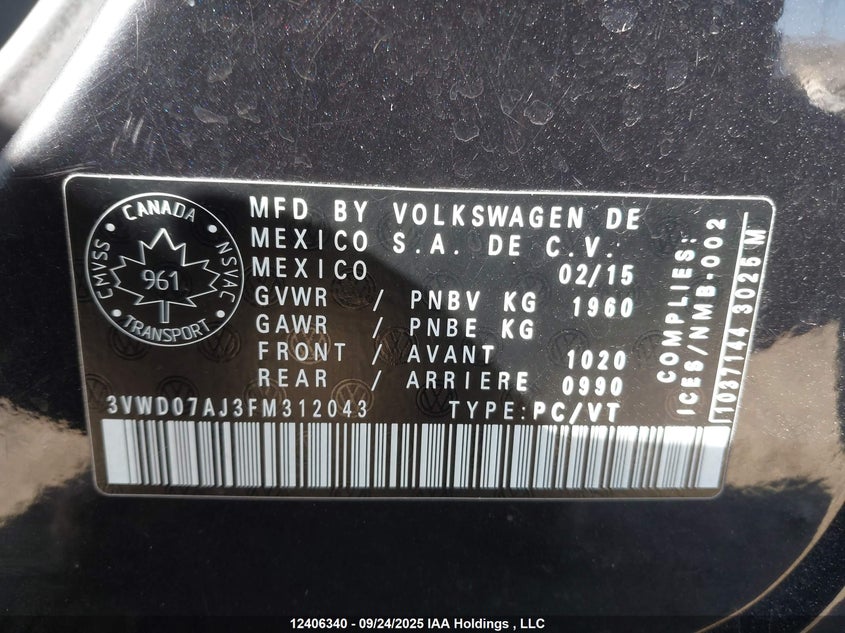 CANADA
CMVSS
NSVAC
961
TRANSPORT
MFD BY VOLKSWAGEN DE
MEXICO S.A. DE C.V.
MEXICO 02/15
GVWR / PNBV KG 1960
GAWR / PNBE KG
FRONT / AVANT 1020
REAR / ARRIERE 0990
3VWD07AJ3FM312043 TYPE: PC/VT
COMPLIES:
ICES/NMB-002
1037144 3025 M
12406340 - 09/24/2025 IAA Holdings , LLC